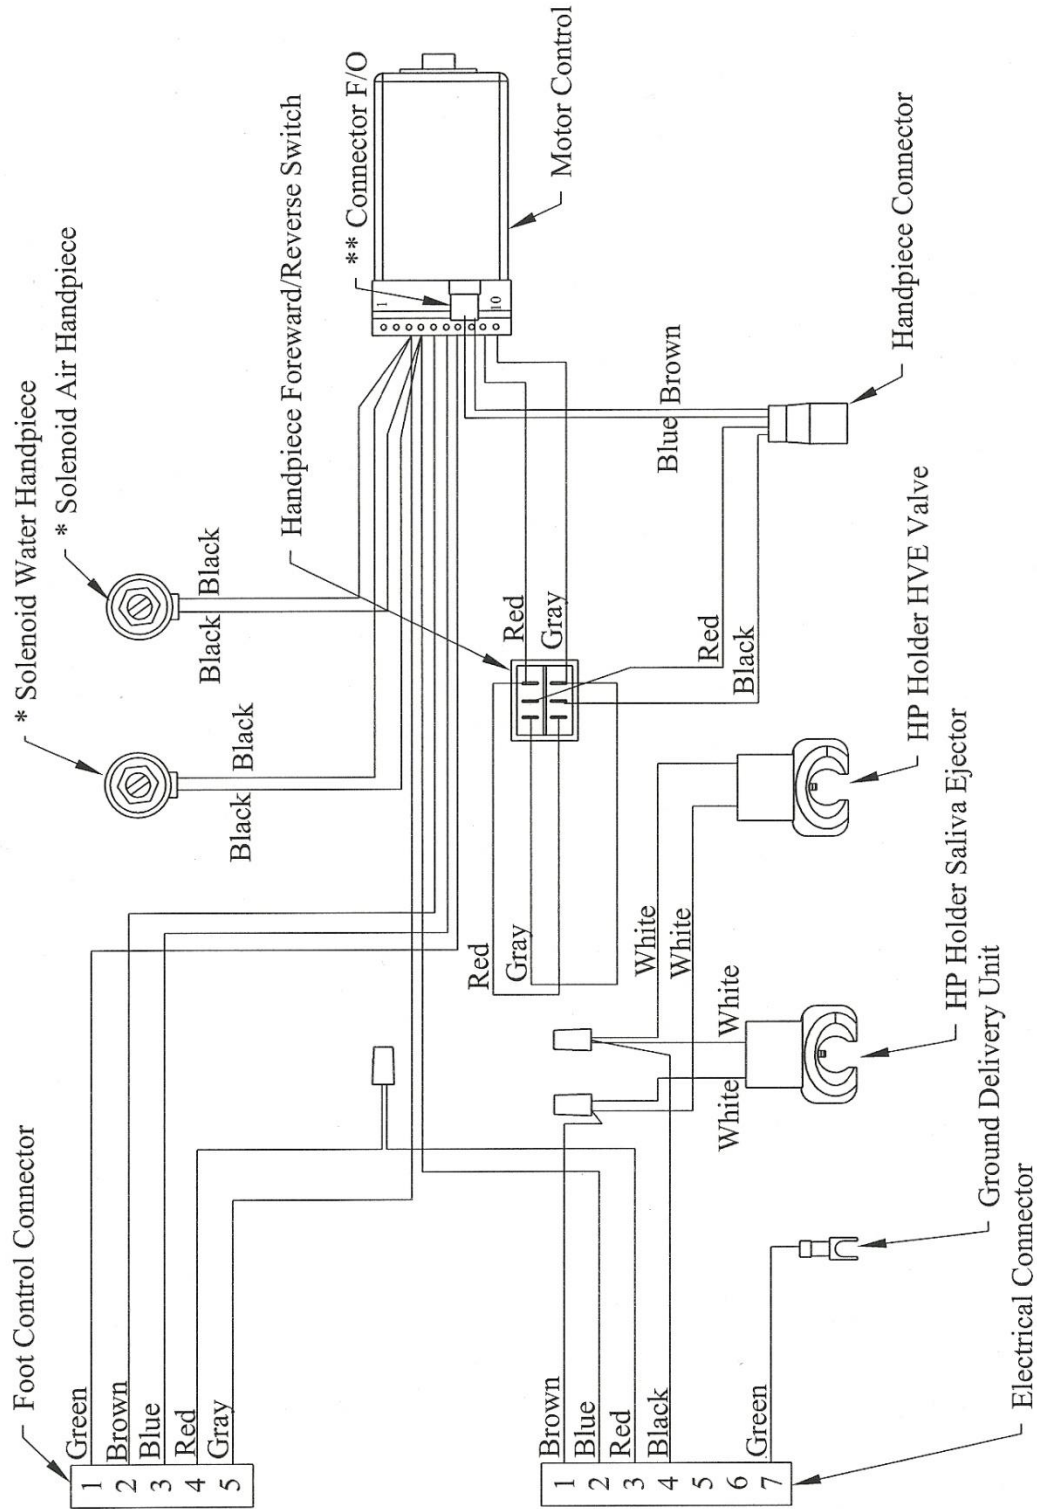 Foot Control Connector
* Solenoid Water Handpiece
* Solenoid Air Handpiece
1 Green
2 Brown
3 Blue
4 Red
5 Gray
Black
Black
Black
Black
Handpiece Foreward/Reverse Switch
** Connector F/O
1
10
Motor Control
Red
Gray
Red
Gray
1 Brown
2 Blue
3 Red
4 Black
5
6
7 Green
White
White
White
White
Red
Black
Blue
Brown
Handpiece Connector
HP Holder HVE Valve
HP Holder Saliva Ejector
Ground Delivery Unit
Electrical Connector